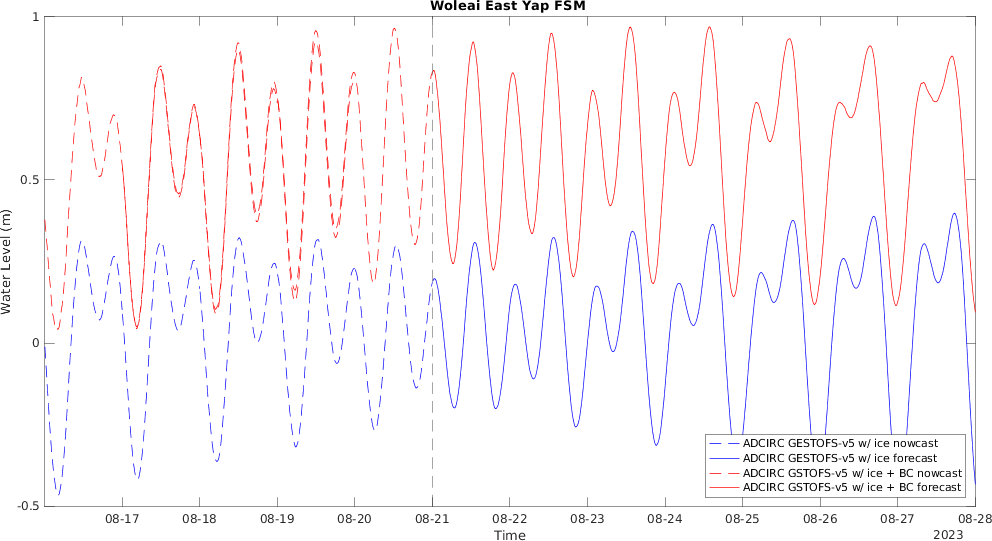 Woleai East Yap FSM
1
0.5
0
-0.5
Water Level (m)
ADCIRC GESTOFS-v5 w/ ice nowcast
ADCIRC GESTOFS-v5 w/ ice forecast
ADCIRC GSTOFS-v5 w/ ice + BC nowcast
ADCIRC GSTOFS-v5 w/ ice + BC forecast
08-17 08-18 08-19 08-20 08-21 08-22 08-23 08-24 08-25 08-26 08-27 08-28
Time
2023